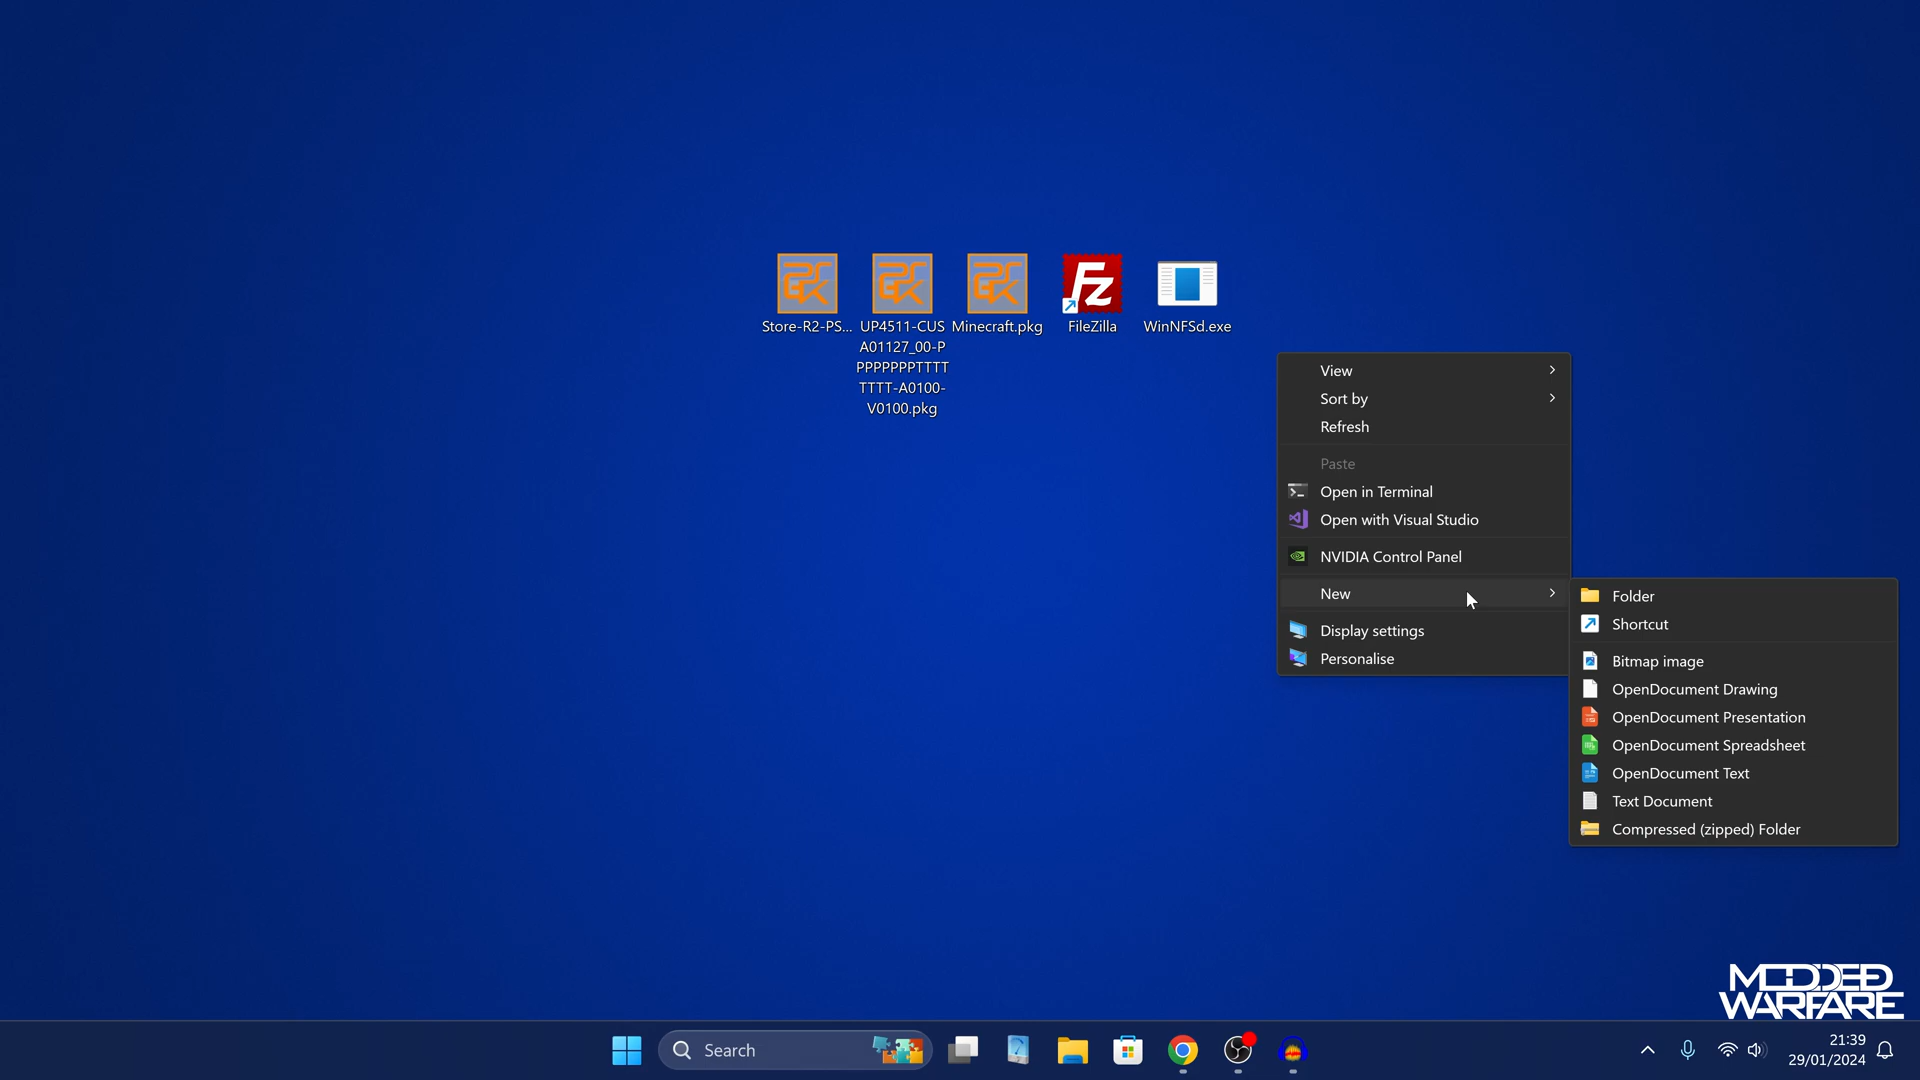 Store-R2-PS...
UP4511-CUS
A01127_00-P
PPPPPPPTTTT
TTTT-A0100-
V0100.pkg
Minecraft.pkg
FileZilla
WinNFSd.exe
View
Sort by
Refresh
Paste
Open in Terminal
Open with Visual Studio
NVIDIA Control Panel
New
Display settings
Personalise
Folder
Shortcut
Bitmap image
OpenDocument Drawing
OpenDocument Presentation
OpenDocument Spreadsheet
OpenDocument Text
Text Document
Compressed (zipped) Folder
MODDED
WARFARE
Search
21:39
29/01/2024